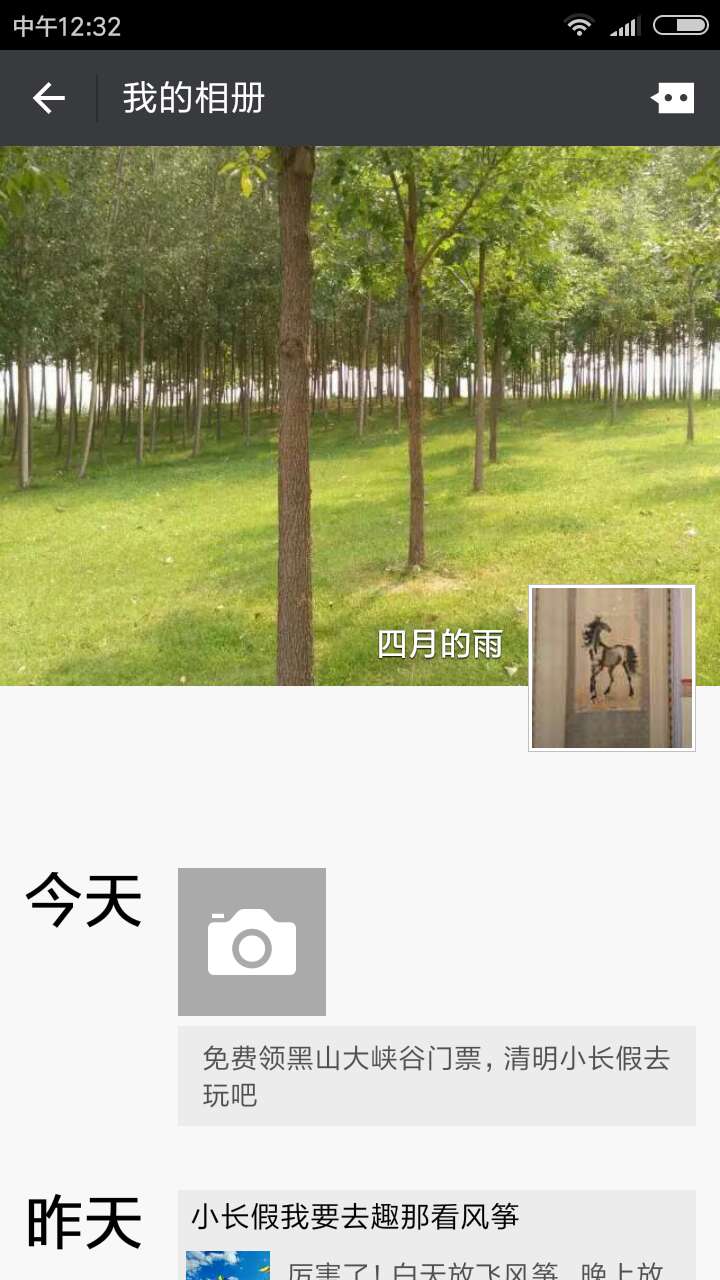 中午12:32
我的相册
四月的雨
今天
免费领黑山大峡谷门票，清明小长假去
玩吧
昨天
小长假我要去趣那看风筝
厉害了！白天放飞风筝，晚上放